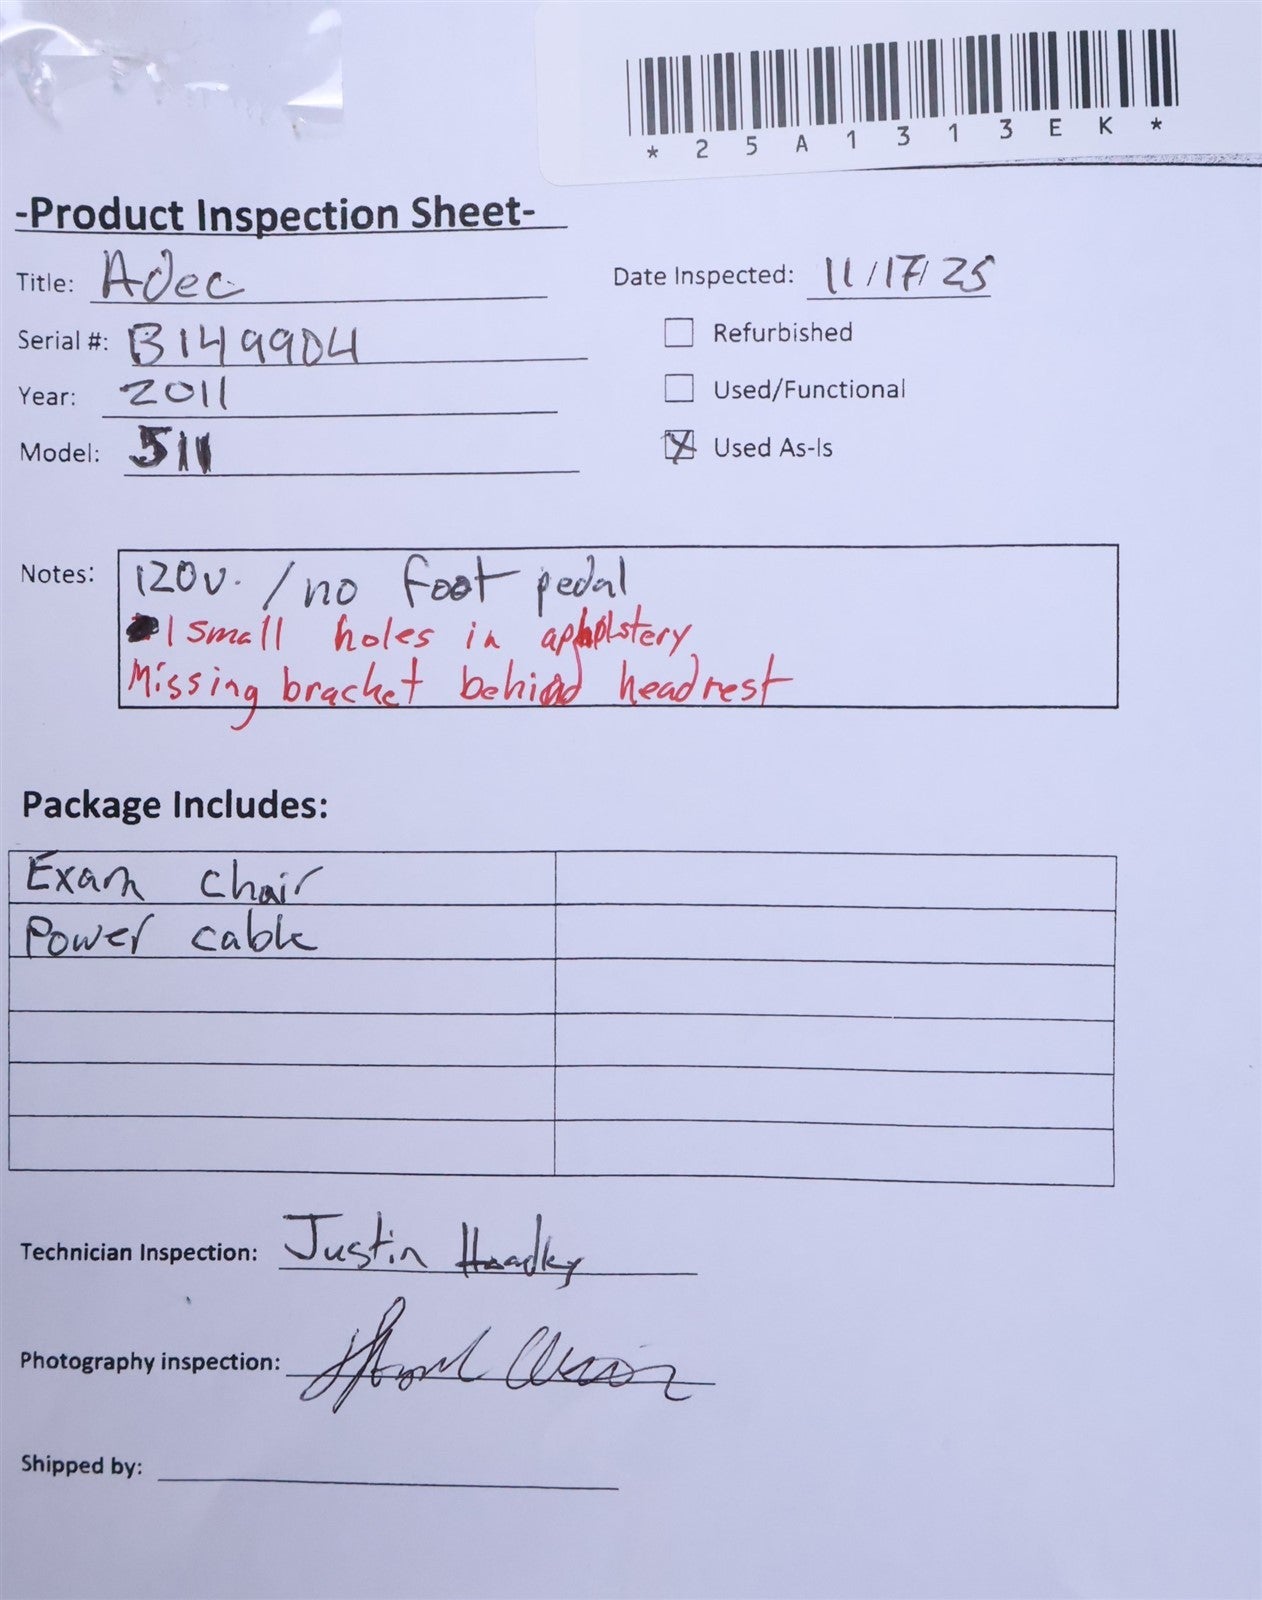 * 2 5 A 1 3 1 3 E K *
-Product Inspection Sheet-
Title: Adec
Date Inspected: 11/17/25
Serial #: B149904
Refurbished
Year: 2011
Used/Functional
Model: 511
X Used As-Is
Notes: 120v. / no foot pedal
1 small holes in apholstery
Missing bracket behind headrest
Package Includes:
Exam chair
Power cable
Technician Inspection: Justin
Photography inspection:
Shipped by: